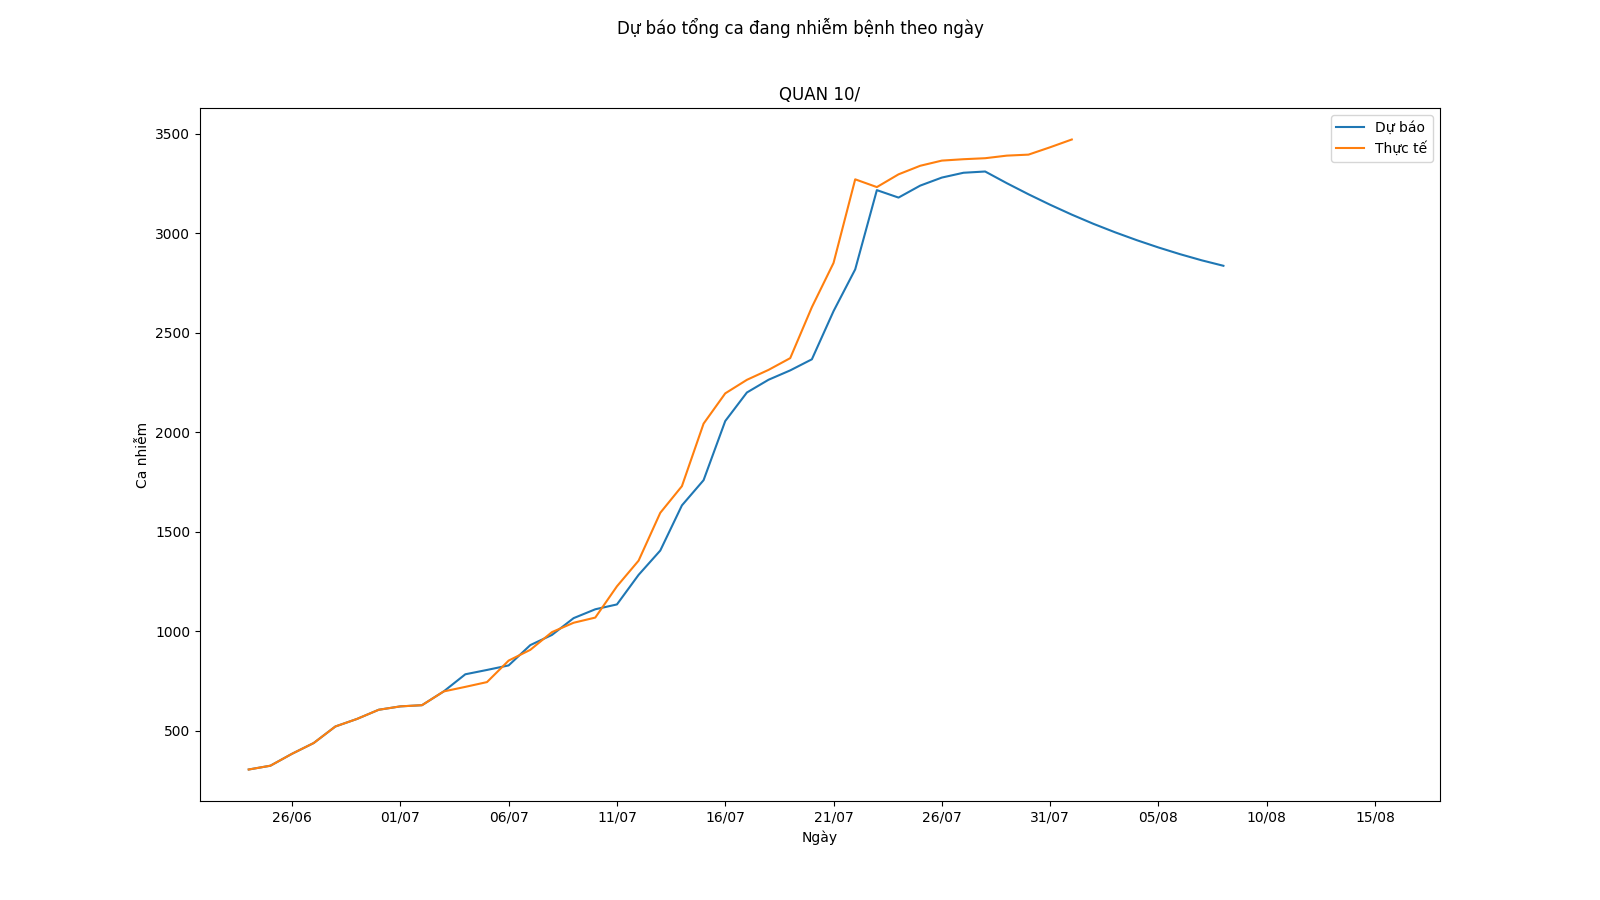 Dự báo tổng ca đang nhiễm bệnh theo ngày
QUAN 10/
Dự báo
Thực tế
3500
3000
2500
2000
1500
1000
500
Ca nhiễm
26/06 01/07 06/07 11/07 16/07 21/07 26/07 31/07 05/08 10/08 15/08
Ngày